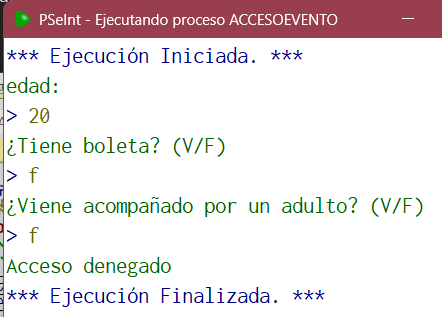 PSeInt - Ejecutando proceso ACCESOEVENTO
*** Ejecución Iniciada. ***
edad:
> 20
¿Tiene boleta? (V/F)
> f
¿Viene acompañado por un adulto? (V/F)
> f
Acceso denegado
*** Ejecución Finalizada. ***